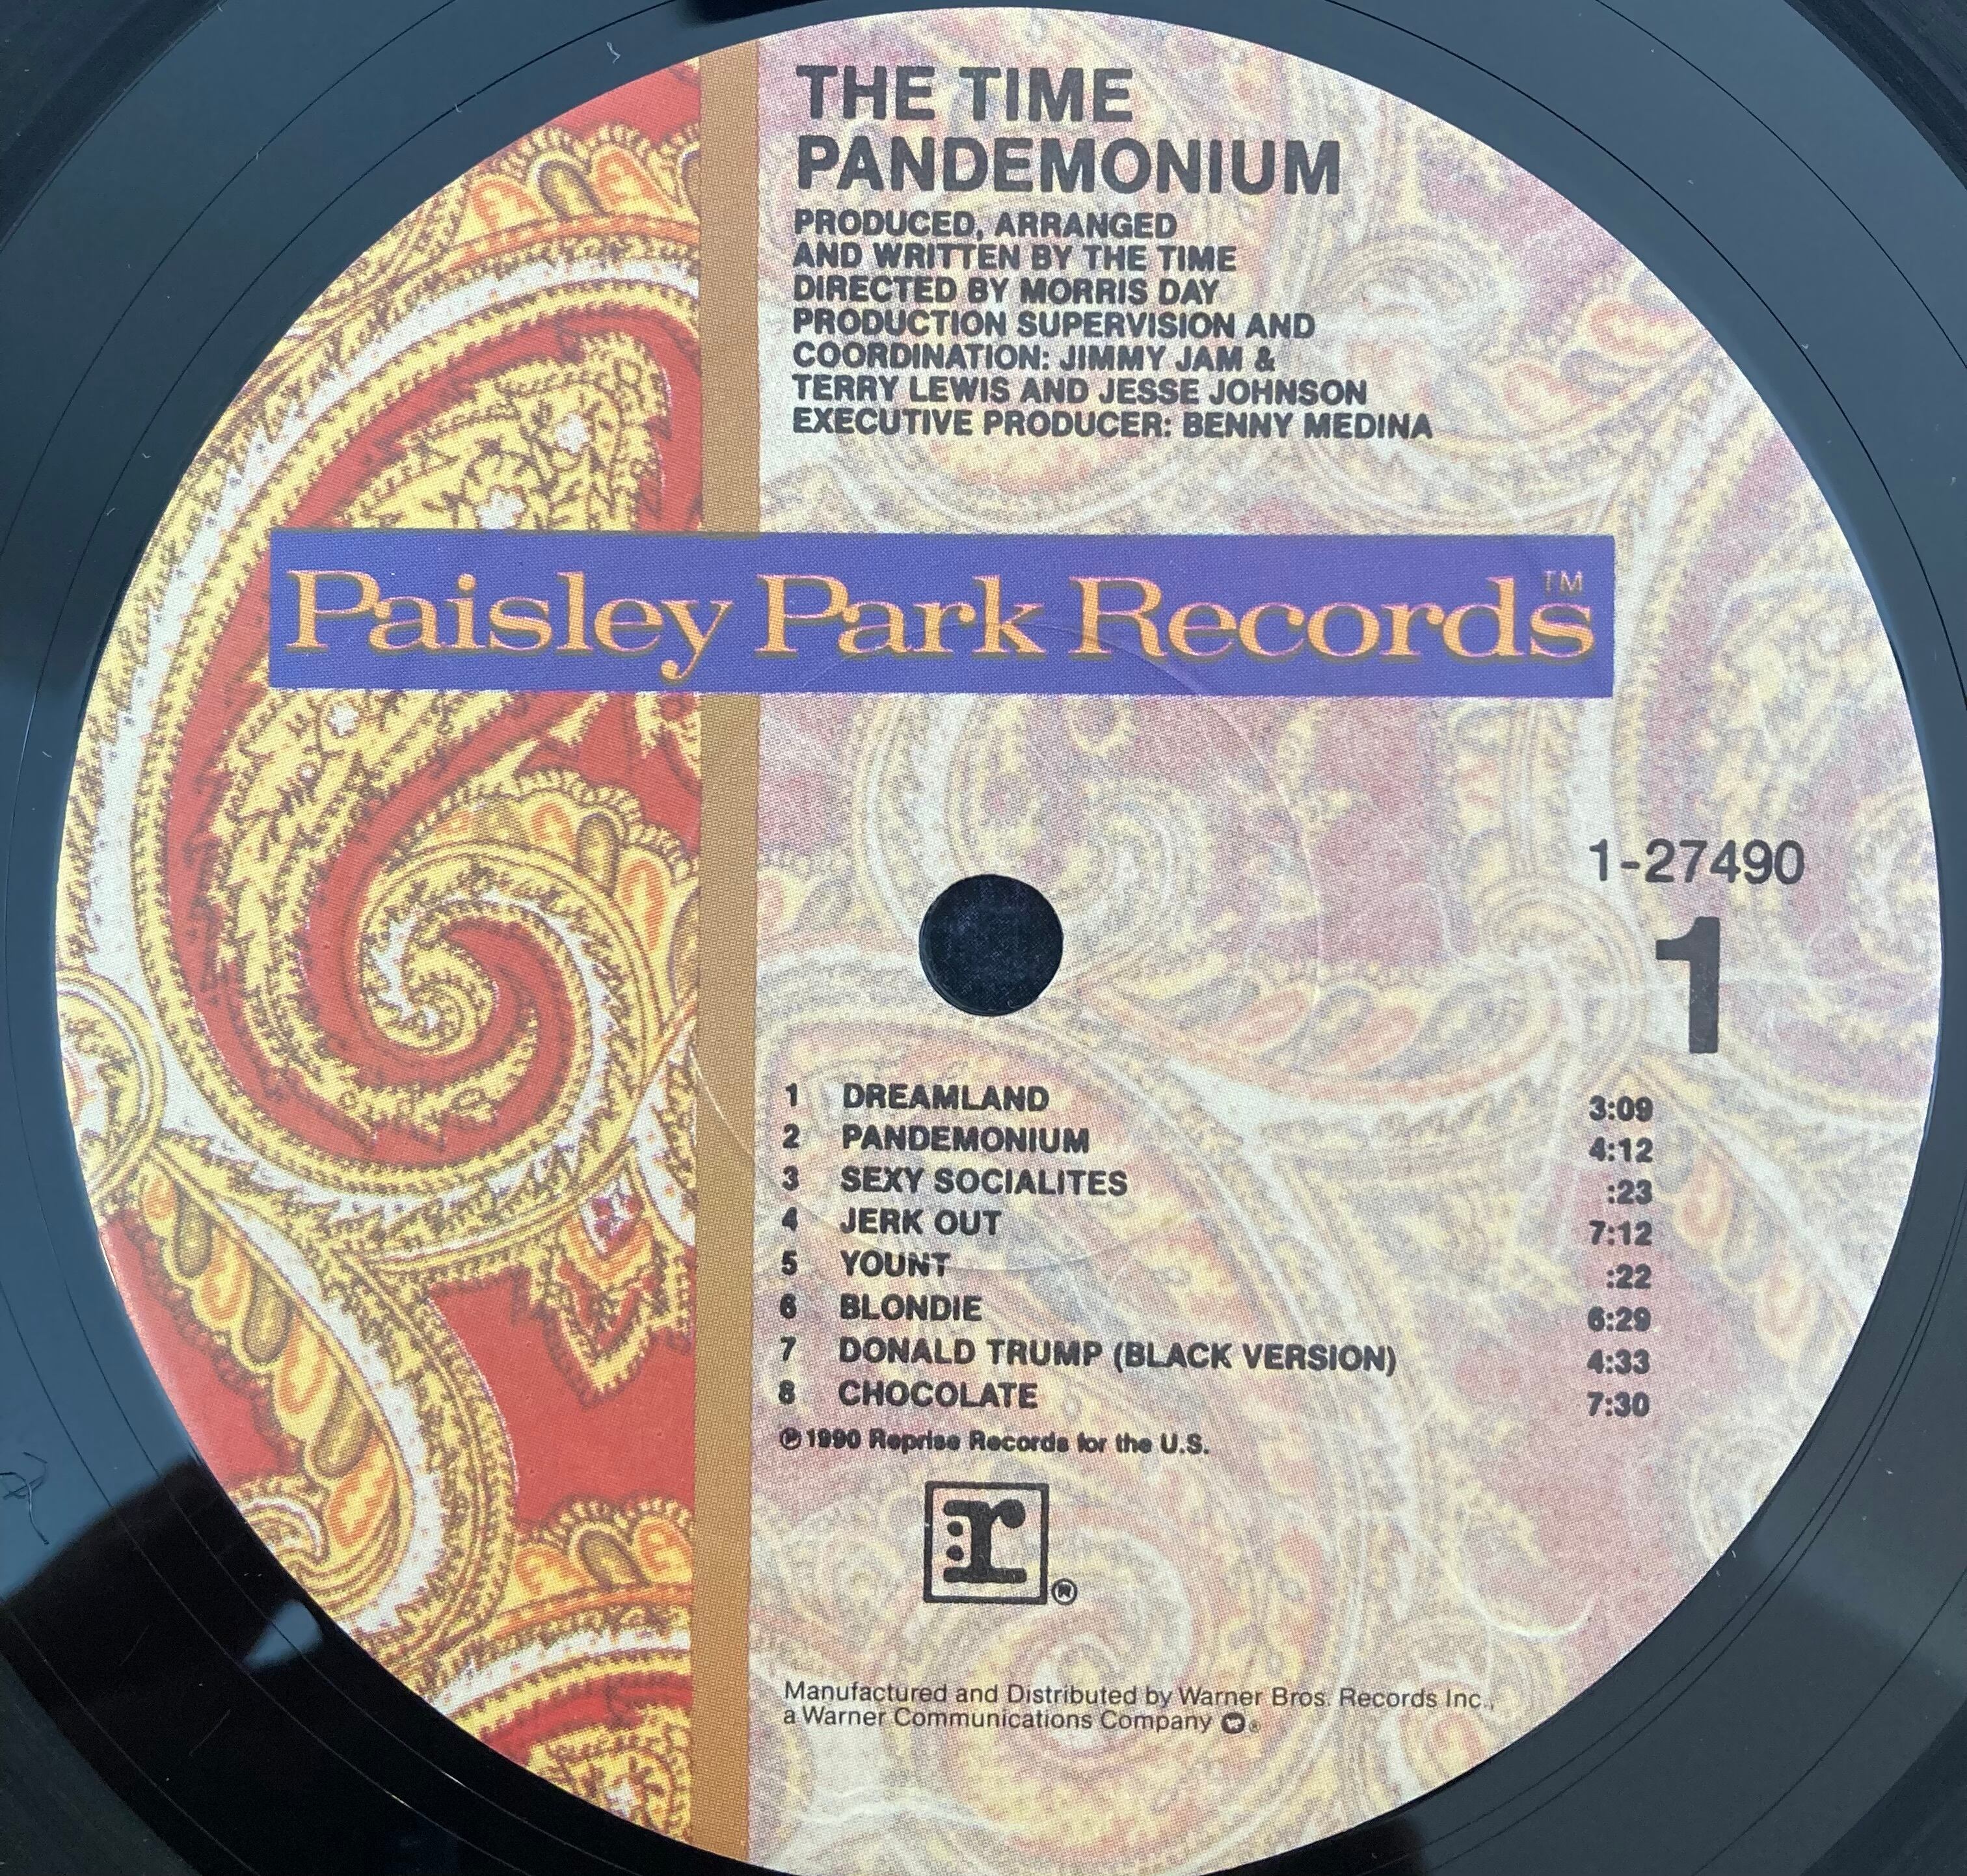 THE TIME
PANDEMONIUM
PRODUCED, ARRANGED
AND WRITTEN BY THE TIME
DIRECTED BY MORRIS DAY
PRODUCTION SUPERVISION AND
COORDINATION: JIMMY JAM &
TERRY LEWIS AND JESSE JOHNSON
EXECUTIVE PRODUCER: BENNY MEDINA
Paisley Park Records™
1-27490
1
1 DREAMLAND 3:09
2 PANDEMONIUM 4:12
3 SEXY SOCIALITES :23
4 JERK OUT 7:12
5 YOUNT :22
6 BLONDIE 6:29
7 DONALD TRUMP (BLACK VERSION) 4:33
8 CHOCOLATE 7:30
℗ 1990 Reprise Records for the U.S.
:r®
Manufactured and Distributed by Warner Bros. Records Inc.,
a Warner Communications Company W®